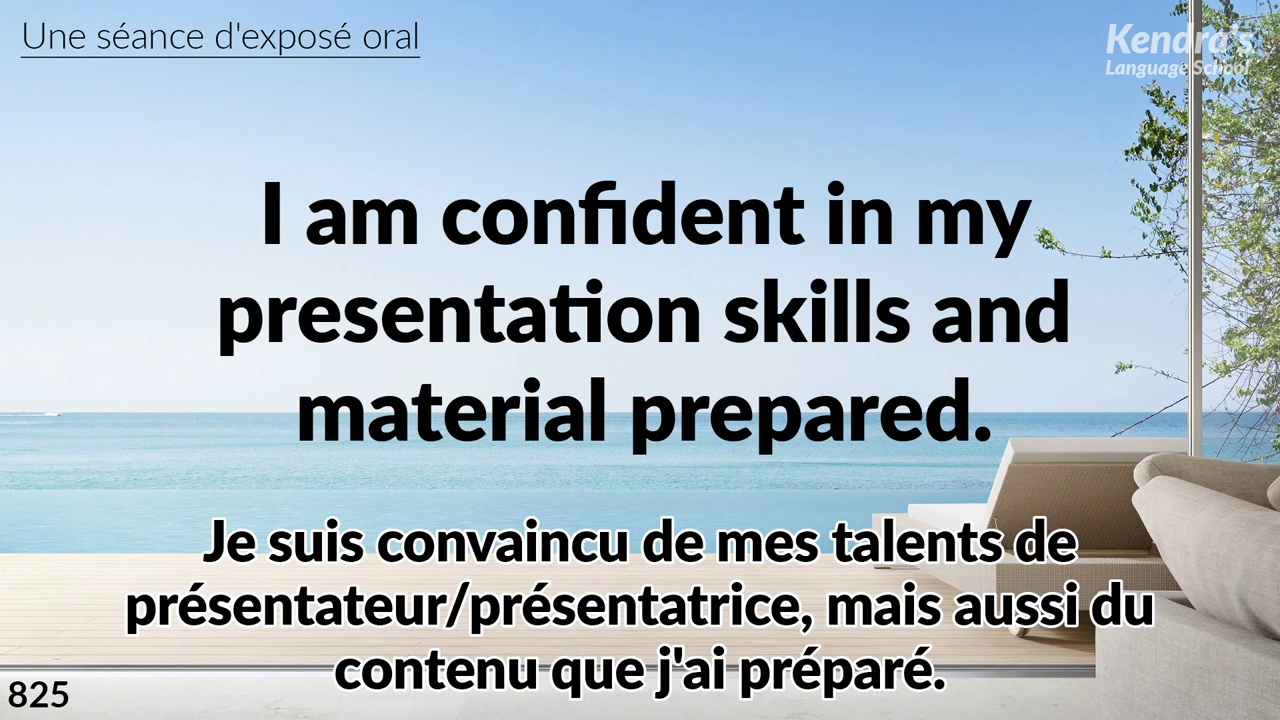 Une séance d'exposé oral
Kendra's
Language School
I am confident in my
presentation skills and
material prepared.
Je suis convaincu de mes talents de
présentateur/présentatrice, mais aussi du
contenu que j'ai préparé.
825